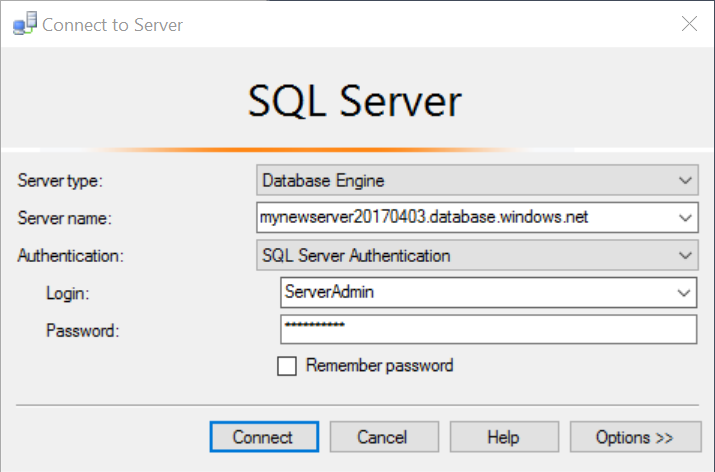 Connect to Server
SQL Server
Server type: Database Engine
Server name: mynewserver20170403.database.windows.net
Authentication: SQL Server Authentication
Login: ServerAdmin
Password: **********
Remember password
Connect Cancel Help Options >>